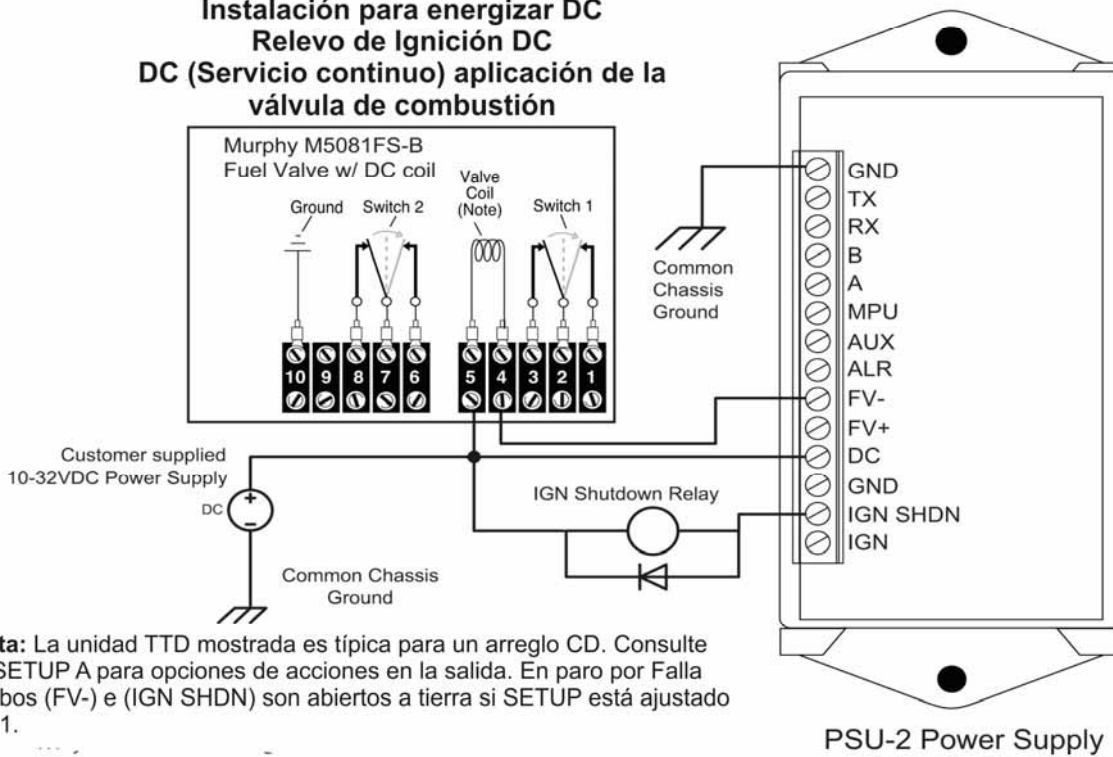 Instalación para energizar DC
Relevo de Ignición DC
DC (Servicio continuo) aplicación de la
válvula de combustión
Murphy M5081FS-B
Fuel Valve w/ DC coil
Valve
Coil
(Note)
Ground
Switch 2
Switch 1
10 9 8 7 6 5 4 3 2 1
Common
Chassis
Ground
GND
TX
RX
B
A
MPU
AUX
ALR
FV-
FV+
DC
GND
IGN SHDN
IGN
Customer supplied
10-32VDC Power Supply
DC
+
−
IGN Shutdown Relay
Common Chassis
Ground
ta: La unidad TTD mostrada es típica para un arreglo CD. Consulte
SETUP A para opciones de acciones en la salida. En paro por Falla
bos (FV-) e (IGN SHDN) son abiertos a tierra si SETUP está ajustado
1.
PSU-2 Power Supply